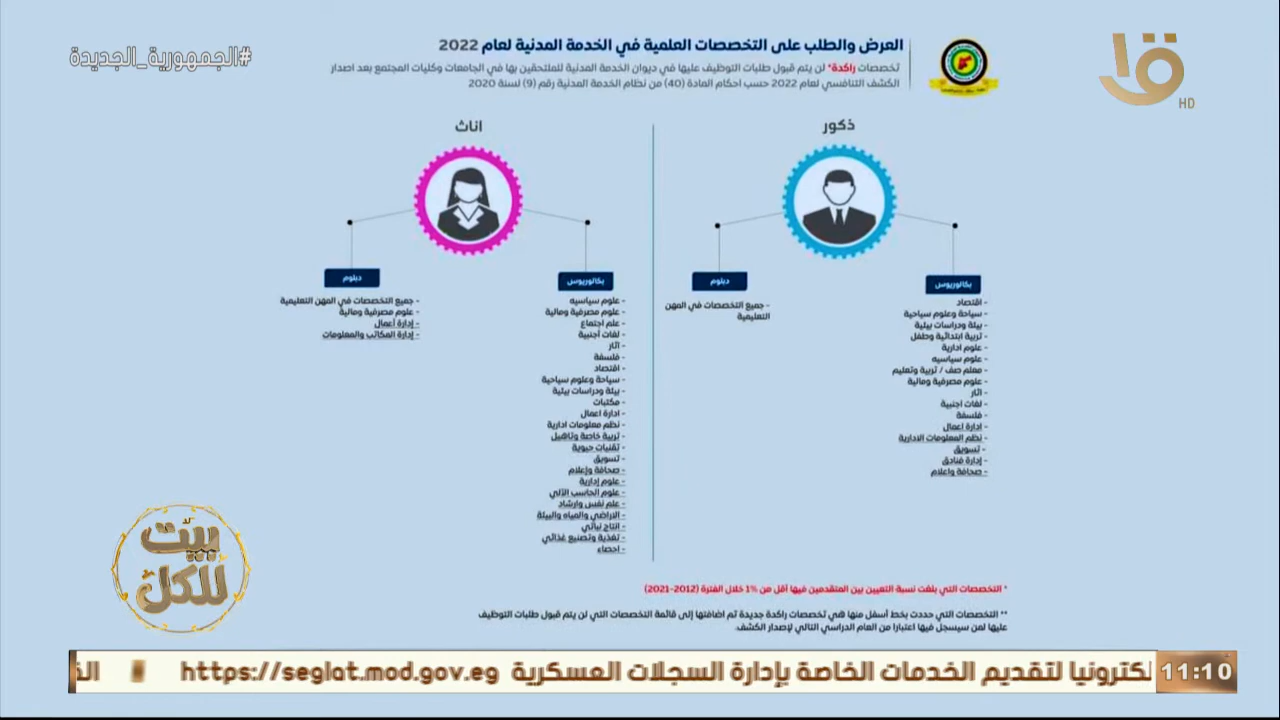 #الجمهورية_الجديدة
HD
العرض والطلب على التخصصات العلمية في الخدمة المدنية لعام 2022
تخصصات راكدة* لن يتم قبول طلبات التوظيف عليها في ديوان الخدمة المدنية للملتحقين بها في الجامعات وكليات المجتمع بعد اصدار
الكشف التنافسي لعام 2022 حسب احكام المادة (40) من نظام الخدمة المدنية رقم (9) لسنة 2020
ذكور
بكالوريوس
- اقتصاد
- سياحة وعلوم سياحية
- بيئة ودراسات بيئية
- تربية ابتدائية وطفل
- علوم ادارية
- علوم سياسيه
- معلم صف / تربية وتعليم
- علوم مصرفية ومالية
- اثار
- لغات اجنبية
- فلسفة
- ادارة اعمال
- نظم المعلومات الادارية
- تسويق
- إدارة فنادق
- صحافة واعلام
دبلوم
- جميع التخصصات في المهن
التعليمية
اناث
بكالوريوس
- علوم سياسيه
- علوم مصرفية ومالية
- علم اجتماع
- لغات أجنبية
- اثار
- فلسفة
- اقتصاد
- سياحة وعلوم سياحية
- بيئة ودراسات بيئية
- مكتبات
- ادارة اعمال
- نظم معلومات ادارية
- تربية خاصة وتاهيل
- تقنيات حيوية
- تسويق
- صحافة وإعلام
- علوم إدارية
- علوم الحاسب الآلي
- علم نفس وارشاد
- الاراضي والمياه والبيئة
- انتاج نباتي
- تغذية وتصنيع غذائي
- احصاء
دبلوم
- جميع التخصصات في المهن التعليمية
- علوم مصرفية ومالية
- إدارة أعمال
- إدارة المكاتب والمعلومات
* التخصصات التي بلغت نسبة التعيين بين المتقدمين فيها أقل من 1% خلال الفترة (2012-2021)
** التخصصات التي حددت بخط أسفل منها هي تخصصات راكدة جديدة تم اضافتها إلى قائمة التخصصات التي لن يتم قبول طلبات التوظيف
عليها لمن سيسجل فيها اعتبارا من العام الدراسي التالي لإصدار الكشف.
بيت
للكل
11:10
لكترونيا لتقديم الخدمات الخاصة بإدارة السجلات العسكرية https://seglat.mod.gov.eg